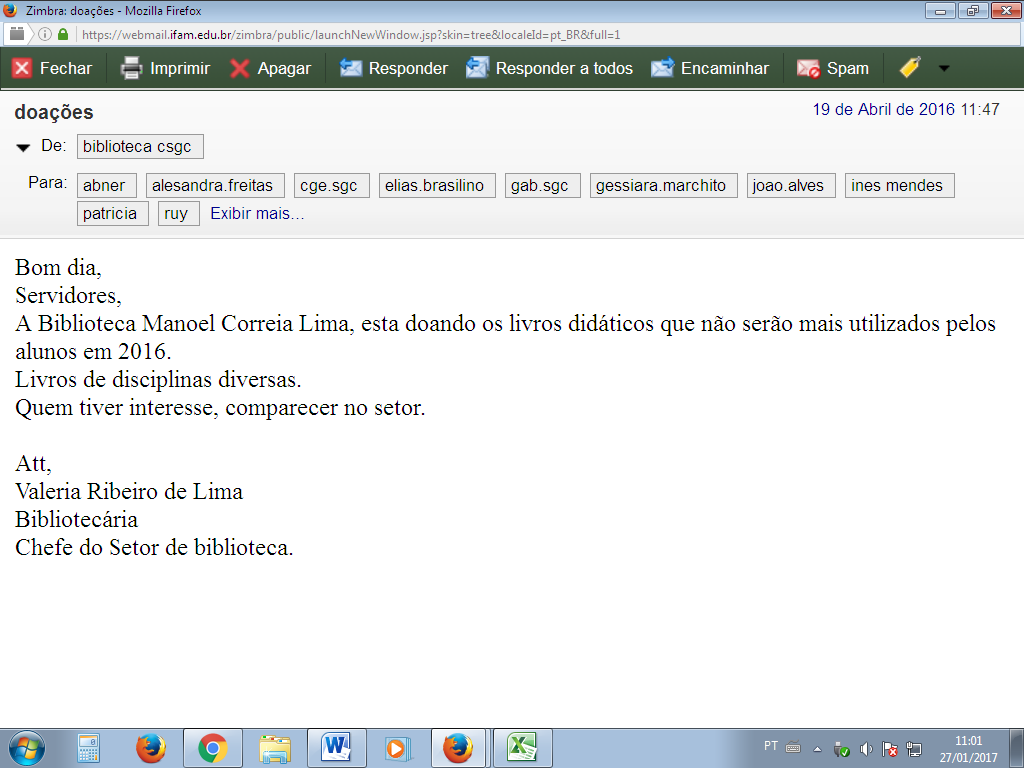 Zimbra: doações - Mozilla Firefox
https://webmail.ifam.edu.br/zimbra/public/launchNewWindow.jsp?skin=tree&localeId=pt_BR&full=1
Fechar Imprimir Apagar Responder Responder a todos Encaminhar Spam
doações
19 de Abril de 2016 11:47
De: biblioteca csgc
Para: abner alesandra.freitas cge.sgc elias.brasilino gab.sgc gessiara.marchito joao.alves ines mendes
patricia ruy Exibir mais...
Bom dia,
Servidores,
A Biblioteca Manoel Correia Lima, esta doando os livros didáticos que não serão mais utilizados pelos
alunos em 2016.
Livros de disciplinas diversas.
Quem tiver interesse, comparecer no setor.
Att,
Valeria Ribeiro de Lima
Bibliotecária
Chefe do Setor de biblioteca.
PT
11:01
27/01/2017